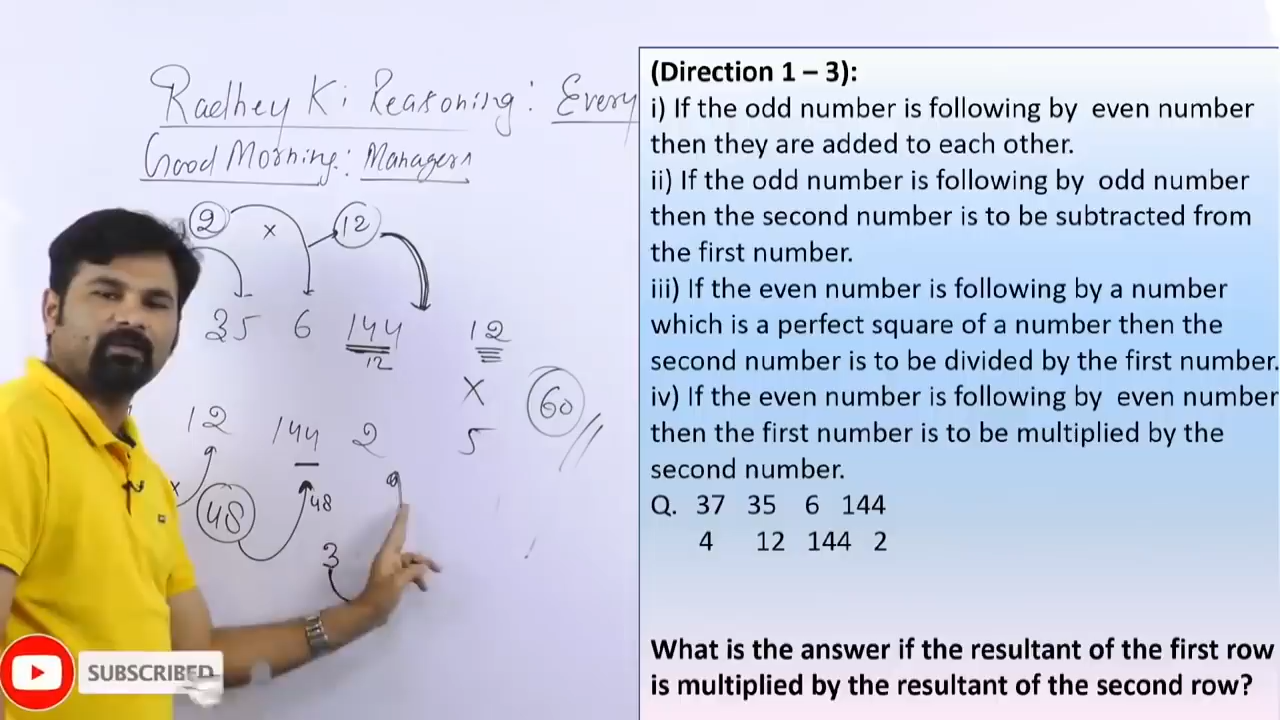 Radhey Ki Reasoning: Every
Good Morning: Managers
2 x 12
35 6 144 12
12
x
60
12 144 2 5
x 48 48
3
(Direction 1 – 3):
i) If the odd number is following by even number
then they are added to each other.
ii) If the odd number is following by odd number
then the second number is to be subtracted from
the first number.
iii) If the even number is following by a number
which is a perfect square of a number then the
second number is to be divided by the first number.
iv) If the even number is following by even number
then the first number is to be multiplied by the
second number.
Q. 37 35 6 144
4 12 144 2
What is the answer if the resultant of the first row
is multiplied by the resultant of the second row?
SUBSCRIBED